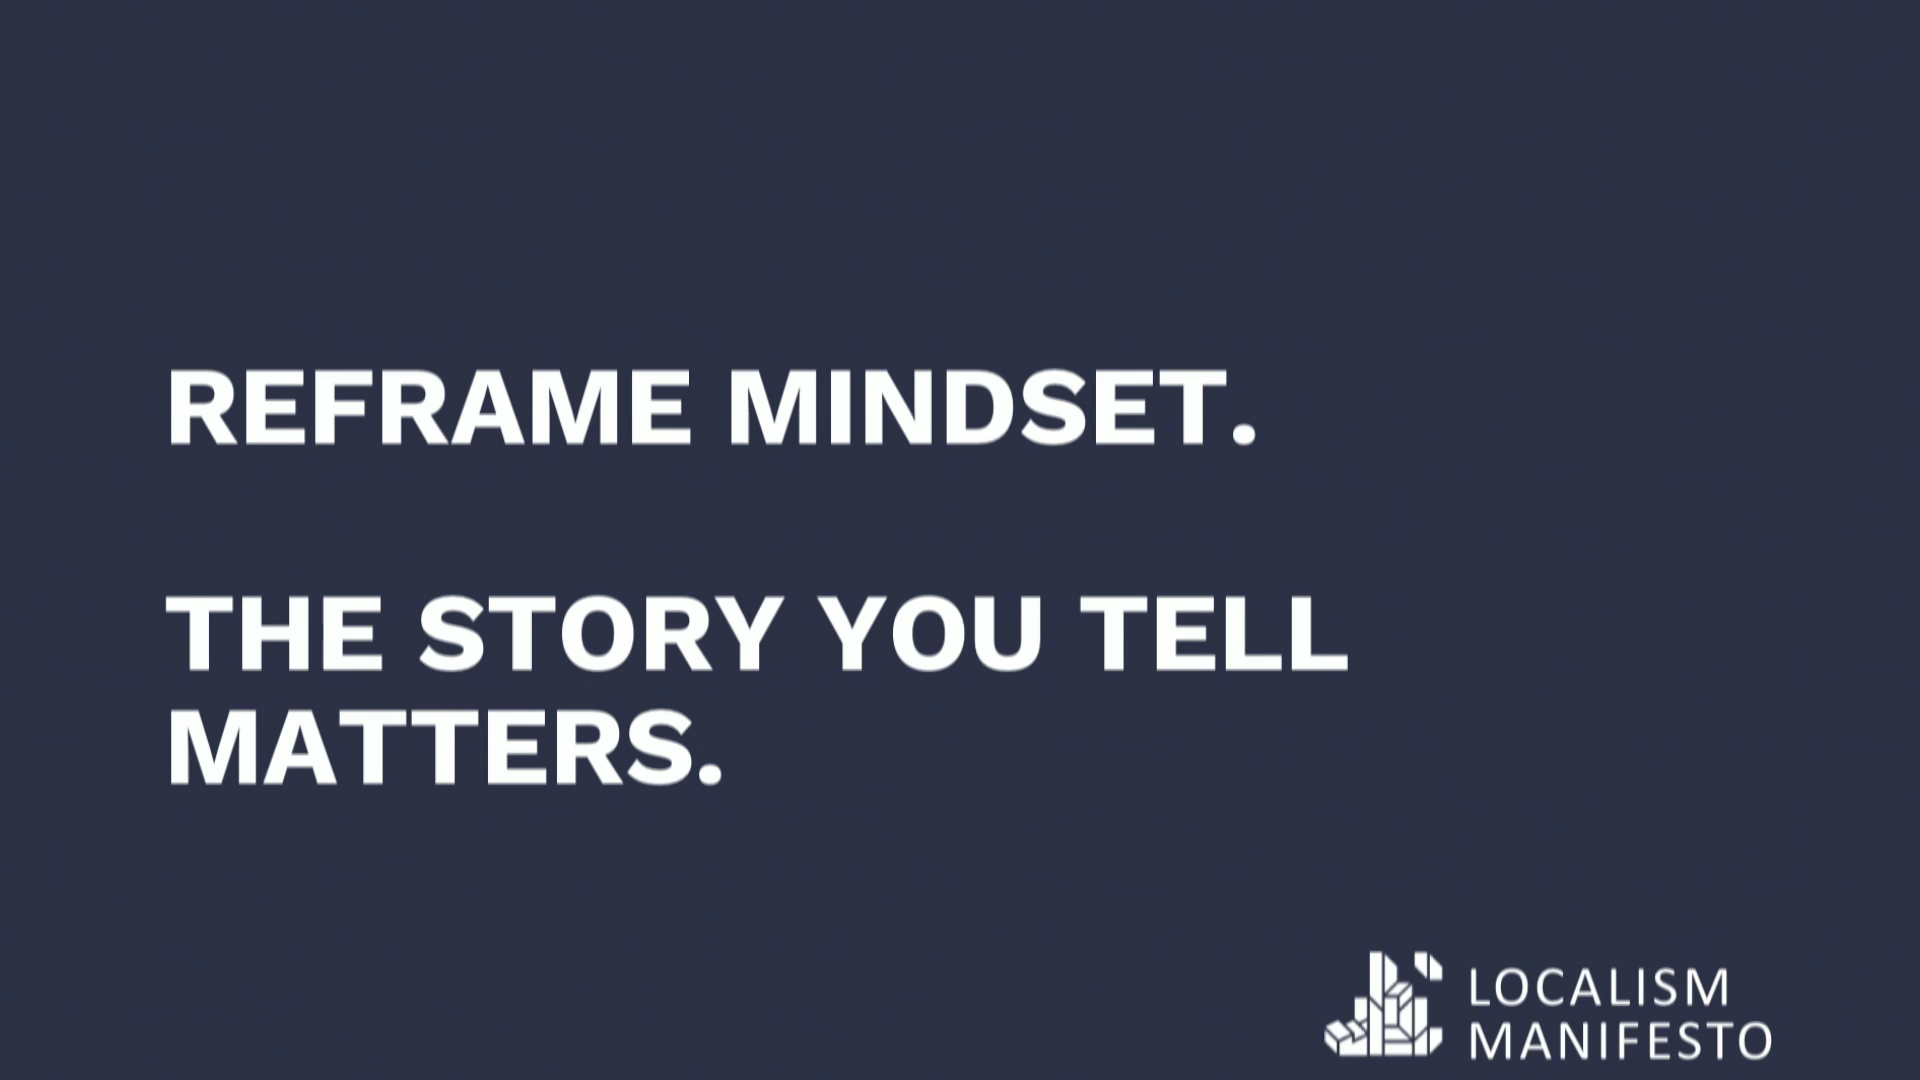 REFRAME MINDSET.
THE STORY YOU TELL
MATTERS.
LOCALISM
MANIFESTO